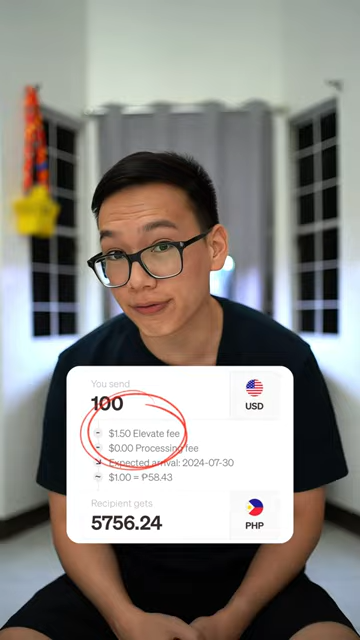 You send
100
USD
$1.50 Elevate fee
$0.00 Processing fee
Expected arrival: 2024-07-30
$1.00 = ₱58.43
Recipient gets
5756.24
PHP